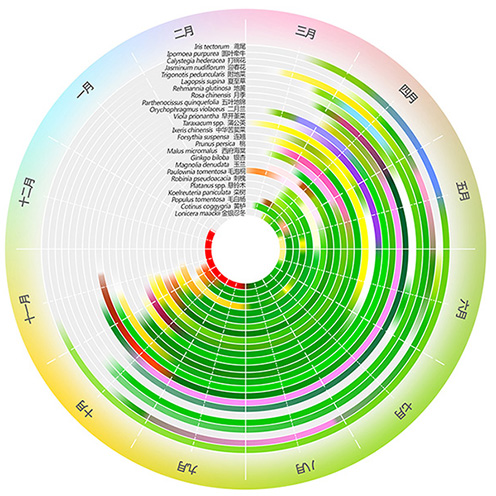 二月
三月
一月
四月
十二月
五月
十一月
六月
十月
七月
九月
八月
Iris tectorum 鸢尾
Ipomoea purpurea 圆叶牵牛
Calystegia hederacea 打碗花
Jasminum nudiflorum 迎春花
Trigonotis peduncularis 附地菜
Lagopsis supina 夏至草
Rehmannia glutinosa 地黄
Rosa chinensis 月季
Parthenocissus quinquefolia 五叶地锦
Orychophragmus violaceus 二月兰
Viola prionantha 早开堇菜
Taraxacum spp. 蒲公英
Ixeris chinensis 中华苦荬菜
Forsythia suspensa 连翘
Prunus persica 桃
Malus micromalus 西府海棠
Ginkgo biloba 银杏
Magnolia denudata 玉兰
Paulownia tomentosa 毛泡桐
Robinia pseudoacacia 刺槐
Platanus spp. 悬铃木
Koelreuteria paniculata 栾树
Populus tomentosa 毛白杨
Cotinus coggygria 黄栌
Lonicera maackii 金银忍冬